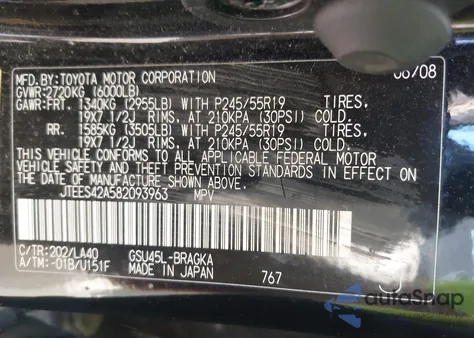 MFD.BY:TOYOTA MOTOR CORPORATION 06/08
GVWR:2720KG (6000LB)
GAWR:FRT. 1340KG (2955LB) WITH P245/55R19 TIRES,
19X7 1/2J RIMS, AT 210KPA (30PSI) COLD.
RR. 1585KG (3505LB) WITH P245/55R19 TIRES,
19X7 1/2J RIMS, AT 210KPA (30PSI) COLD.
THIS VEHICLE CONFORMS TO ALL APPLICABLE FEDERAL MOTOR
VEHICLE SAFETY AND THEFT PREVENTION STANDARDS IN EFFECT ON
THE DATE OF MANUFACTURE SHOWN ABOVE.
JTEES42A582093963 MPV
C/TR:202/LA40 GSU45L-BRAGKA
A/TM:-01B/U151F MADE IN JAPAN 767
autoSnap